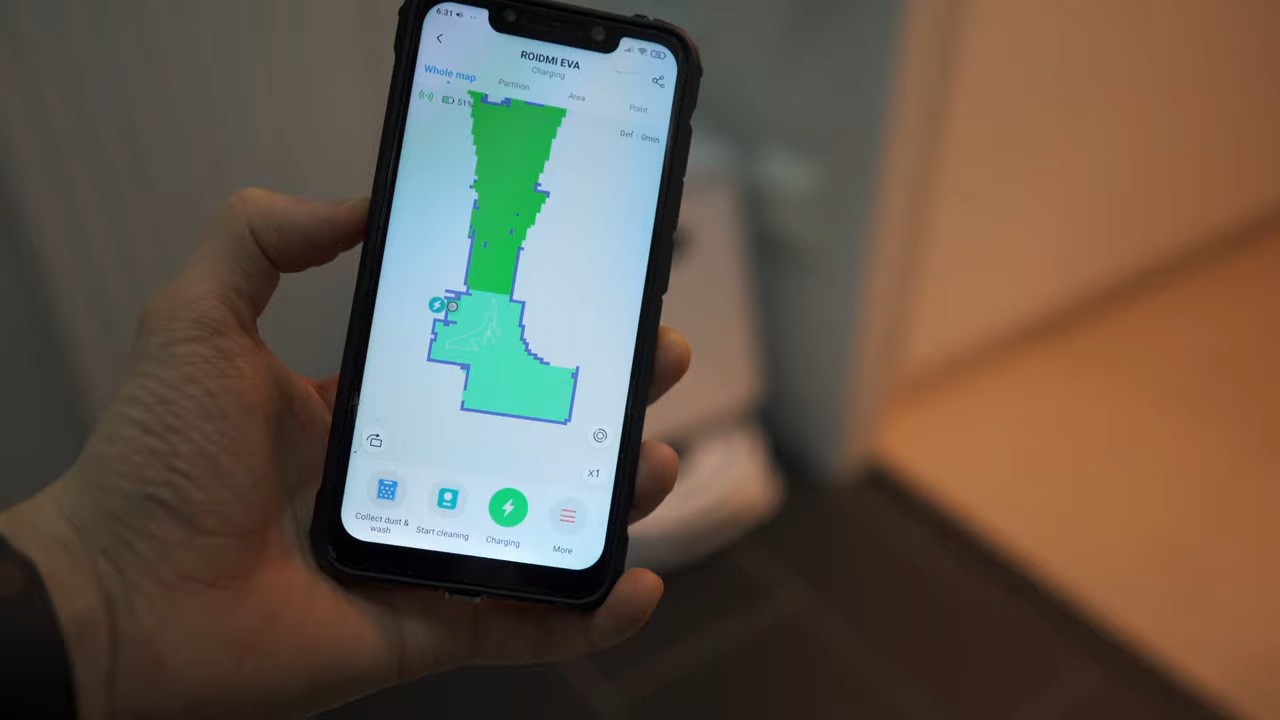 6:31
ROIDMI EVA
Charging
Whole map
Partition
Area
Point
51%
0㎡
0min
x1
Collect dust &
wash
Start cleaning
Charging
More